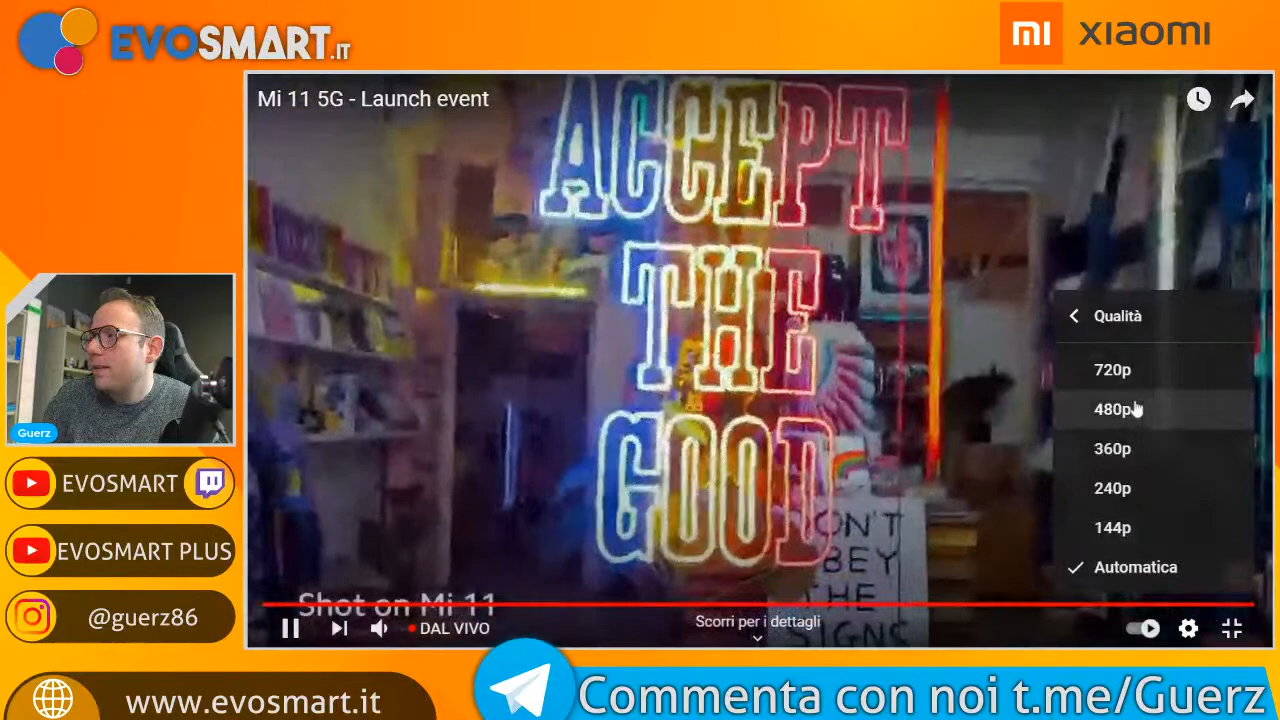 EVOSMART.IT
mi xiaomi
Mi 11 5G - Launch event
ACCEPT
THE
GOOD
Qualità
720p
480p
360p
240p
144p
Automatica
ON'T
BEY
THE
SIGNS
Shot on Mi 11
DAL VIVO
Scorri per i dettagli
Guerz
EVOSMART
EVOSMART PLUS
@guerz86
www.evosmart.it
Commenta con noi t.me/Guerz